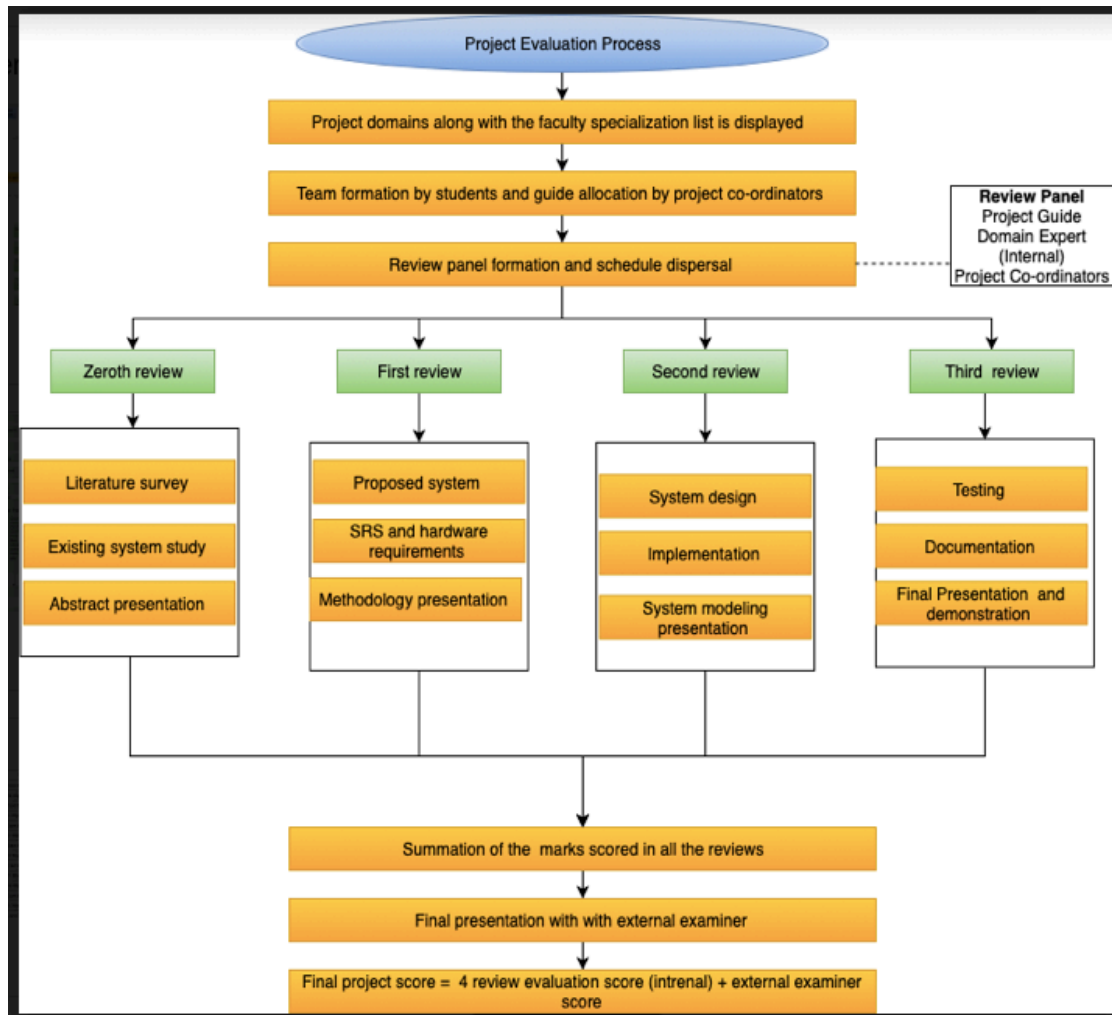 Project Evaluation Process
Project domains along with the faculty specialization list is displayed
Team formation by students and guide allocation by project co-ordinators
Review panel formation and schedule dispersal
Review Panel
Project Guide
Domain Expert
(Internal)
Project Co-ordinators
Zeroth review
First review
Second review
Third review
Literature survey
Existing system study
Abstract presentation
Proposed system
SRS and hardware
requirements
Methodology presentation
System design
Implementation
System modeling
presentation
Testing
Documentation
Final Presentation and
demonstration
Summation of the marks scored in all the reviews
Final presentation with with external examiner
Final project score = 4 review evaluation score (intrenal) + external examiner
score